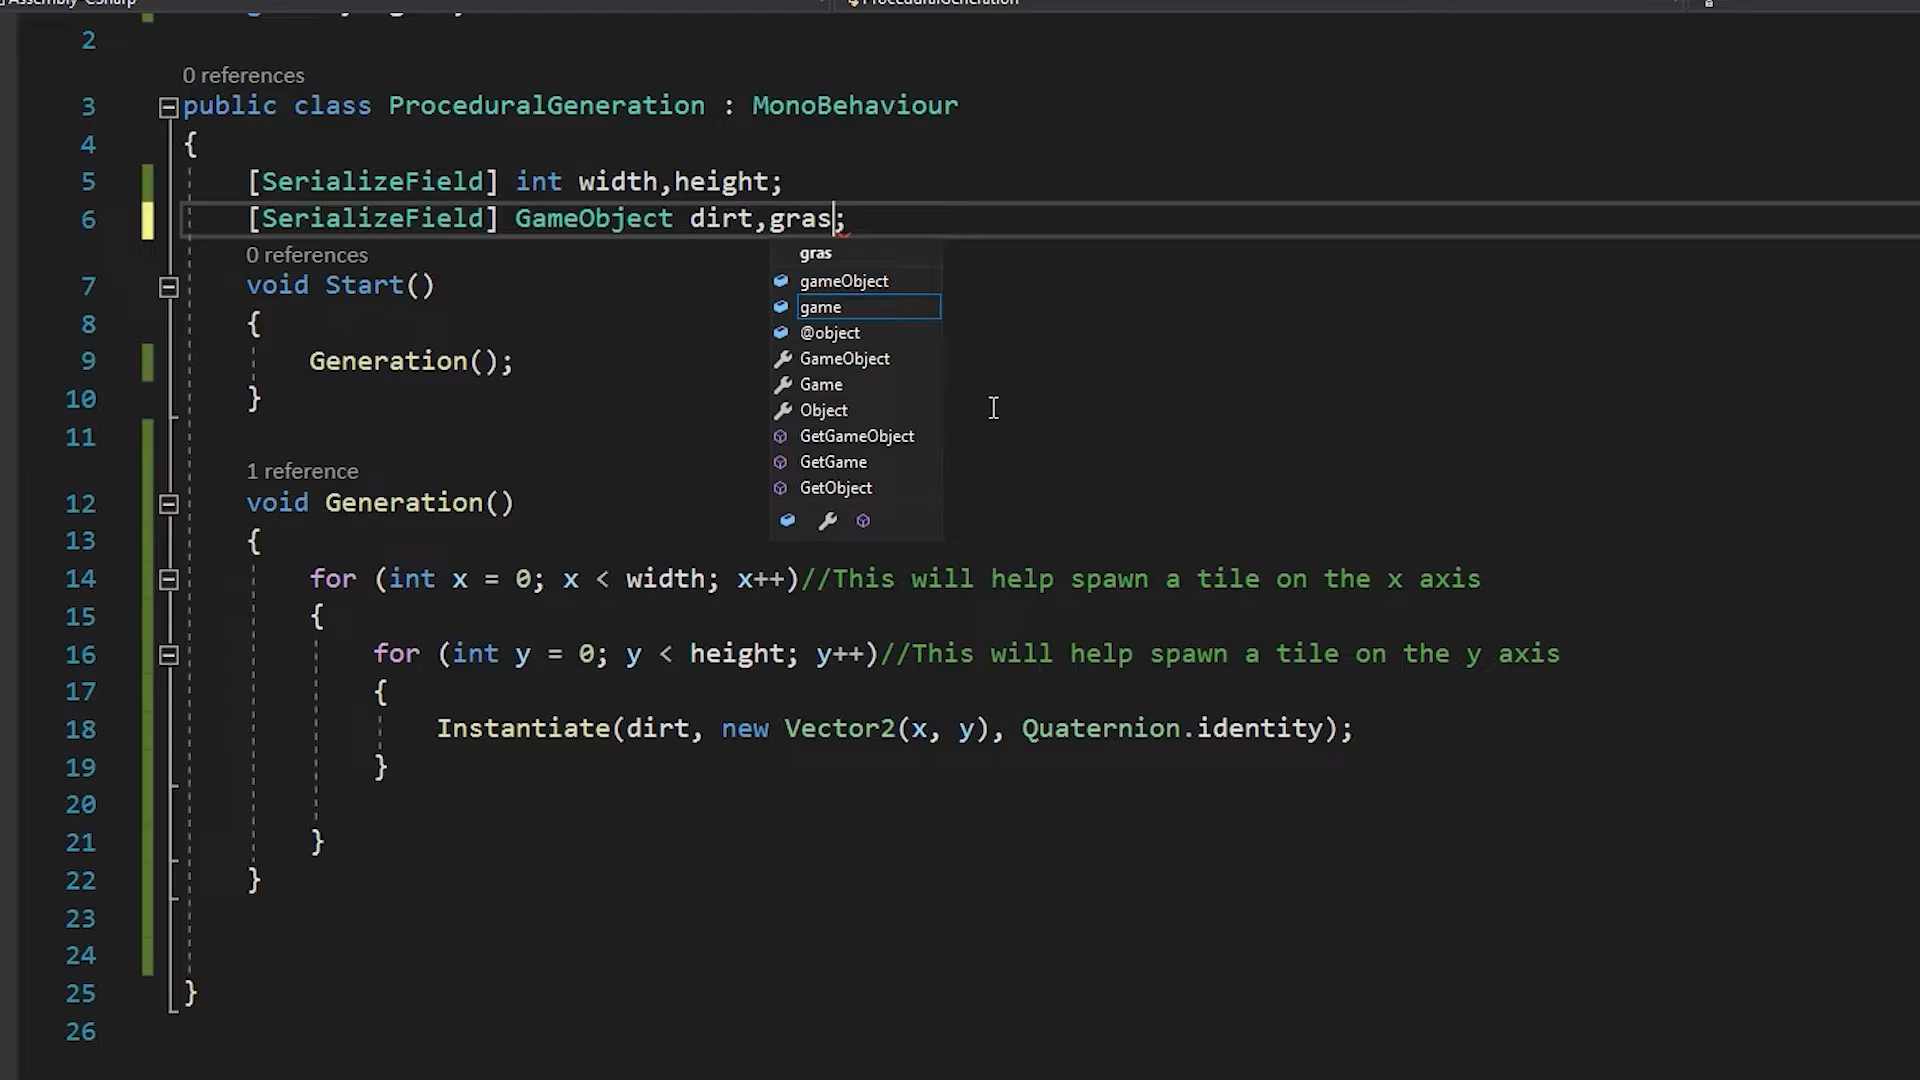 Assembly-CSharp ProceduralGeneration
2
0 references
3 public class ProceduralGeneration : MonoBehaviour
4 {
5 [SerializeField] int width,height;
6 [SerializeField] GameObject dirt,gras;
gras
gameObject
game
@object
GameObject
Game
Object
GetGameObject
GetGame
GetObject
0 references
7 void Start()
8 {
9 Generation();
10 }
11
1 reference
12 void Generation()
13 {
14 for (int x = 0; x < width; x++)//This will help spawn a tile on the x axis
15 {
16 for (int y = 0; y < height; y++)//This will help spawn a tile on the y axis
17 {
18 Instantiate(dirt, new Vector2(x, y), Quaternion.identity);
19 }
20
21 }
22 }
23
24
25 }
26